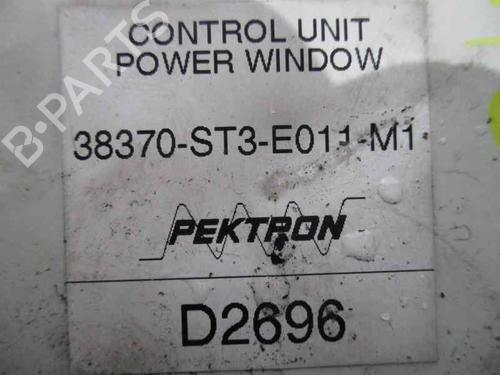 CONTROL UNIT
POWER WINDOW
38370-ST3-E011-M1
PEKTRON
D2696
B-PARTS